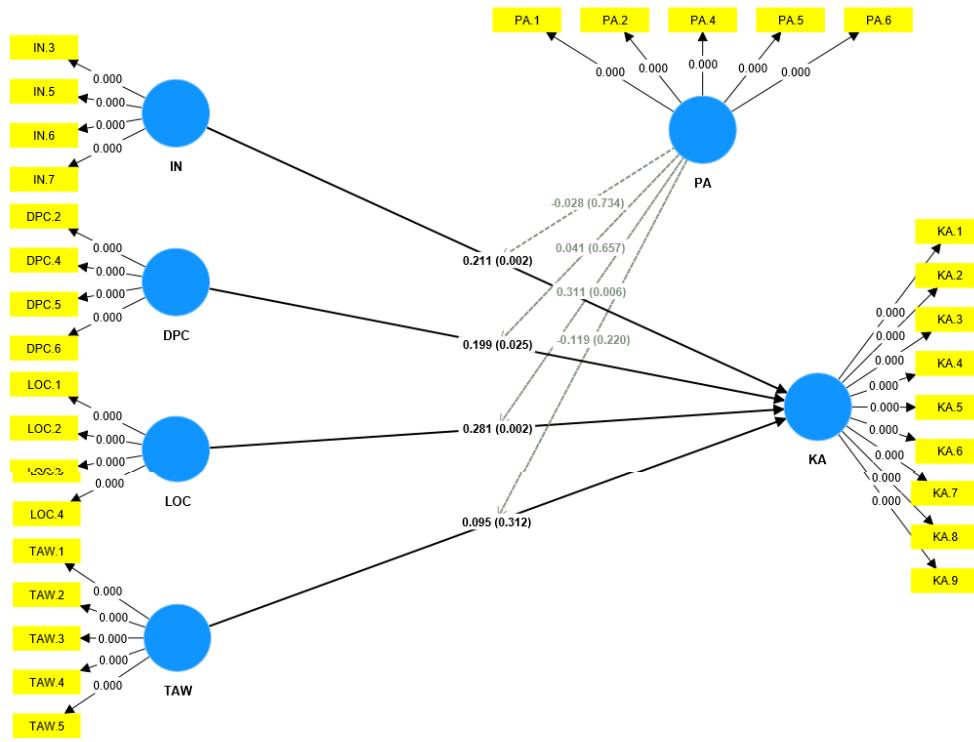 PA.1 PA.2 PA.4 PA.5 PA.6
0.000 0.000 0.000 0.000 0.000
PA
IN.3
IN.5
IN.6
IN.7
0.000
0.000
0.000
0.000
IN
DPC.2
DPC.4
DPC.5
DPC.6
0.000
0.000
0.000
0.000
DPC
LOC.1
LOC.2
LOC.4
0.000
0.000
0.000
0.000
LOC
TAW.1
TAW.2
TAW.3
TAW.4
TAW.5
0.000
0.000
0.000
0.000
0.000
TAW
-0.028 (0.734)
0.041 (0.657)
0.311 (0.006)
-0.119 (0.220)
0.211 (0.002)
0.199 (0.025)
0.281 (0.002)
0.095 (0.312)
KA
0.000
0.000
0.000
0.000
0.000
0.000
0.000
0.000
0.000
KA.1
KA.2
KA.3
KA.4
KA.5
KA.6
KA.7
KA.8
KA.9